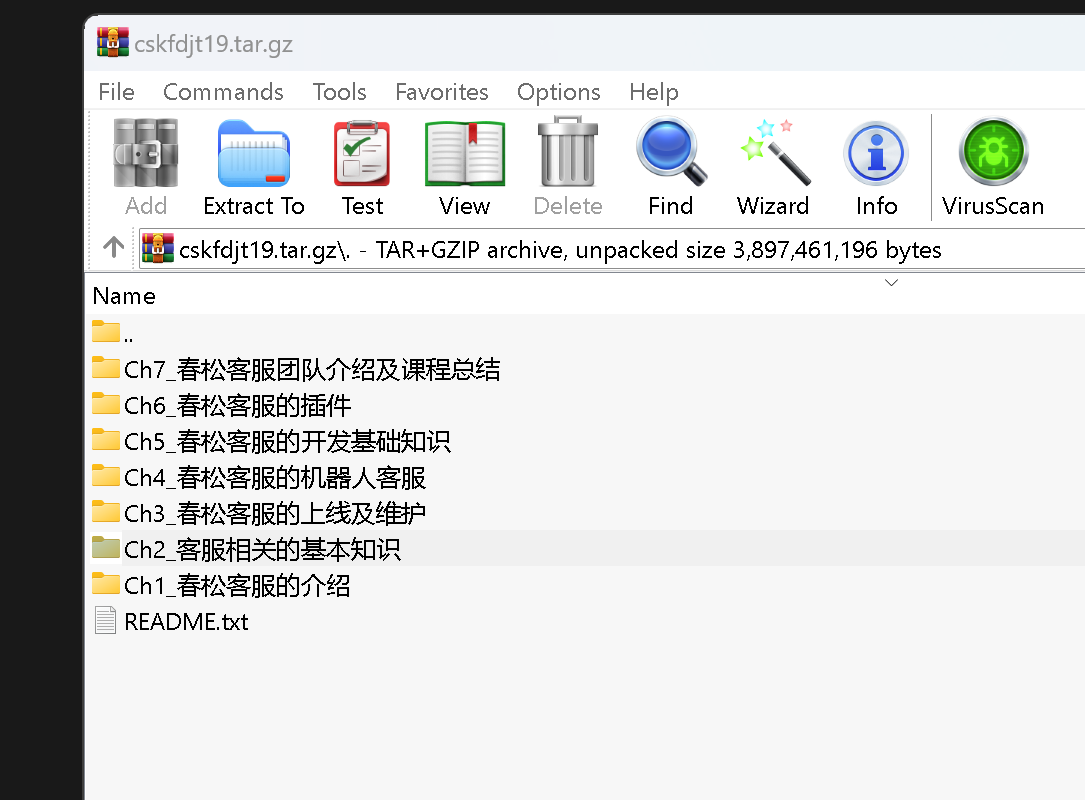 cskfdjt19.tar.gz
File Commands Tools Favorites Options Help
Add Extract To Test View Delete Find Wizard Info VirusScan
cskfdjt19.tar.gz\. - TAR+GZIP archive, unpacked size 3,897,461,196 bytes
Name
..
Ch7_春松客服团队介绍及课程总结
Ch6_春松客服的插件
Ch5_春松客服的开发基础知识
Ch4_春松客服的机器人客服
Ch3_春松客服的上线及维护
Ch2_客服相关的基本知识
Ch1_春松客服的介绍
README.txt